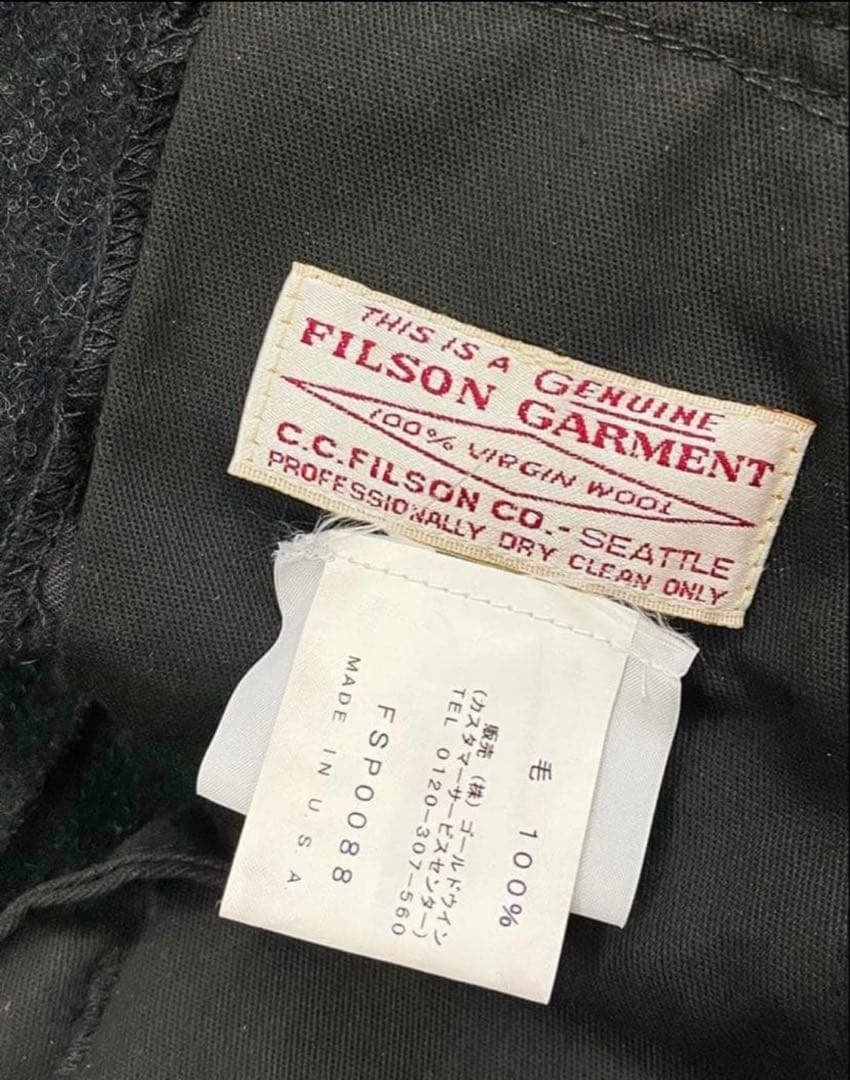 THIS IS A GENUINE
FILSON GARMENT
100% VIRGIN WOOL
C.C.FILSON CO.-SEATTLE
PROFESSIONALLY DRY CLEAN ONLY
毛 100%
販売 (株) ゴールドウイン
(カスタマーサービスセンター)
TEL 0120-307-560
FSP0088
MADE IN U.S.A